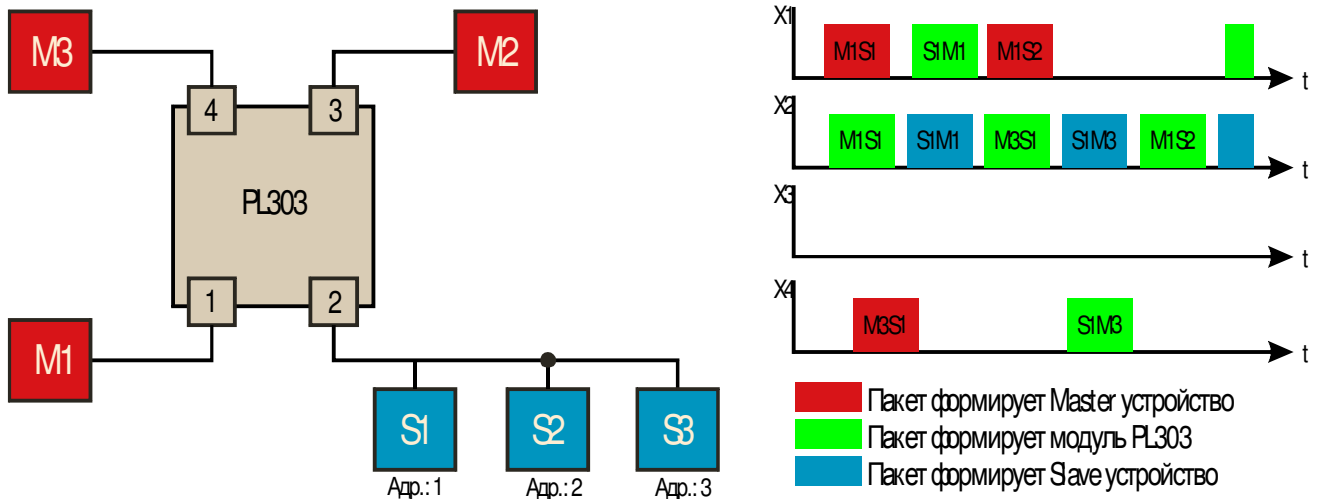 M3
M2
4
3
PL303
1
2
M1
S1
S2
S3
Адр.: 1
Адр.: 2
Адр.: 3
X1
M1S1
S1M1
M1S2
t
X2
M1S1
S1M1
M3S1
S1M3
M1S2
t
X3
t
X4
M3S1
S1M3
t
Пакет формирует Master устройство
Пакет формирует модуль PL303
Пакет формирует Slave устройство